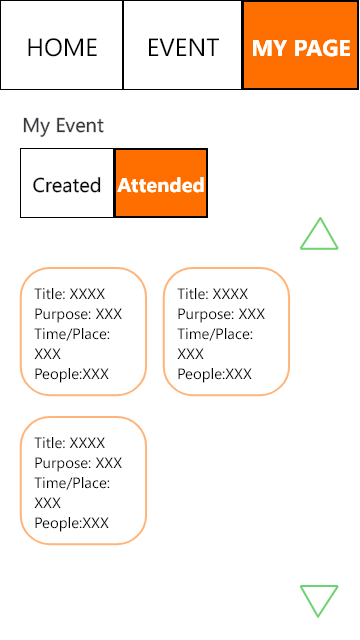 HOME EVENT MY PAGE
My Event
Created Attended
Title: XXXX
Purpose: XXX
Time/Place:
XXX
People:XXX
Title: XXXX
Purpose: XXX
Time/Place:
XXX
People:XXX
Title: XXXX
Purpose: XXX
Time/Place:
XXX
People:XXX